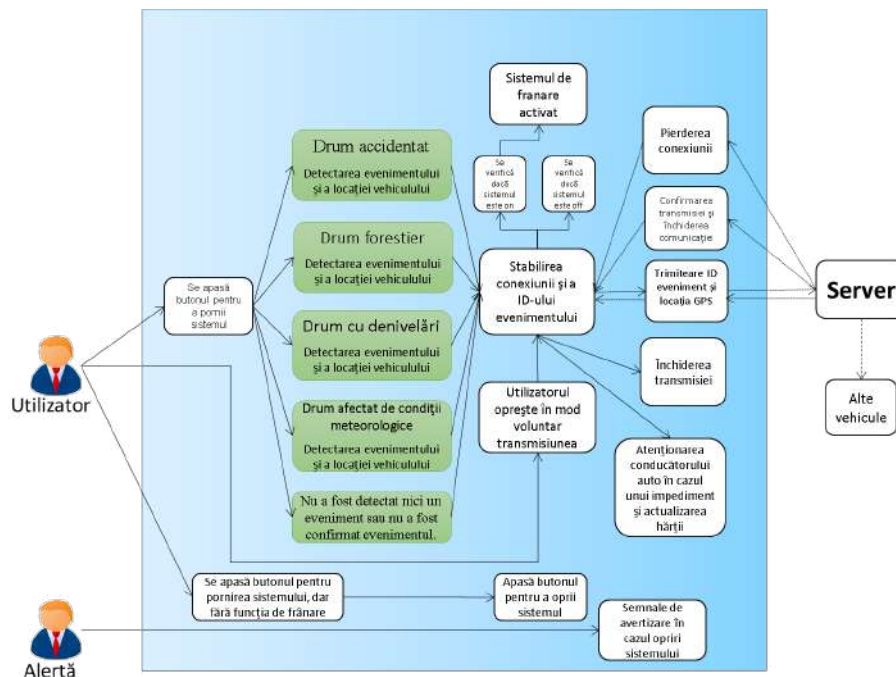 Sistemul de
franare
activat
Drum accidentat
Detectarea evenimentului
și a locației vehiculului
Se
verifică
dacă
sistemul
este on
Se
verifică
dacă
sistemul
este off
Pierderea
conexiunii
Confirmarea
transmisiei și
închiderea
comunicației
Drum forestier
Detectarea evenimentului
și a locației vehiculului
Se apasă
butonul pentru
a pornii
sistemul
Stabilirea
conexiunii și a
ID-ului
evenimentului
Trimiteare ID
eveniment și
locația GPS
Server
Drum cu denivelări
Detectarea evenimentului
și a locației vehiculului
Închiderea
transmisiei
Alte
vehicule
Utilizator
Drum afectat de condiții
meteorologice
Detectarea evenimentului
și a locației vehiculului
Utilizatorul
oprește în mod
voluntar
transmisiunea
Atenționarea
conducătorului
auto în cazul
unui impediment
și actualizarea
hărții
Nu a fost detectat nici un
eveniment sau nu a fost
confirmat evenimentul.
Se apasă butonul pentru
pornirea sistemului, dar
fără funcția de frânare
Apasă butonul
pentru a oprii
sistemul
Semnale de
avertizare în
cazul opriri
sistemului
Alertă